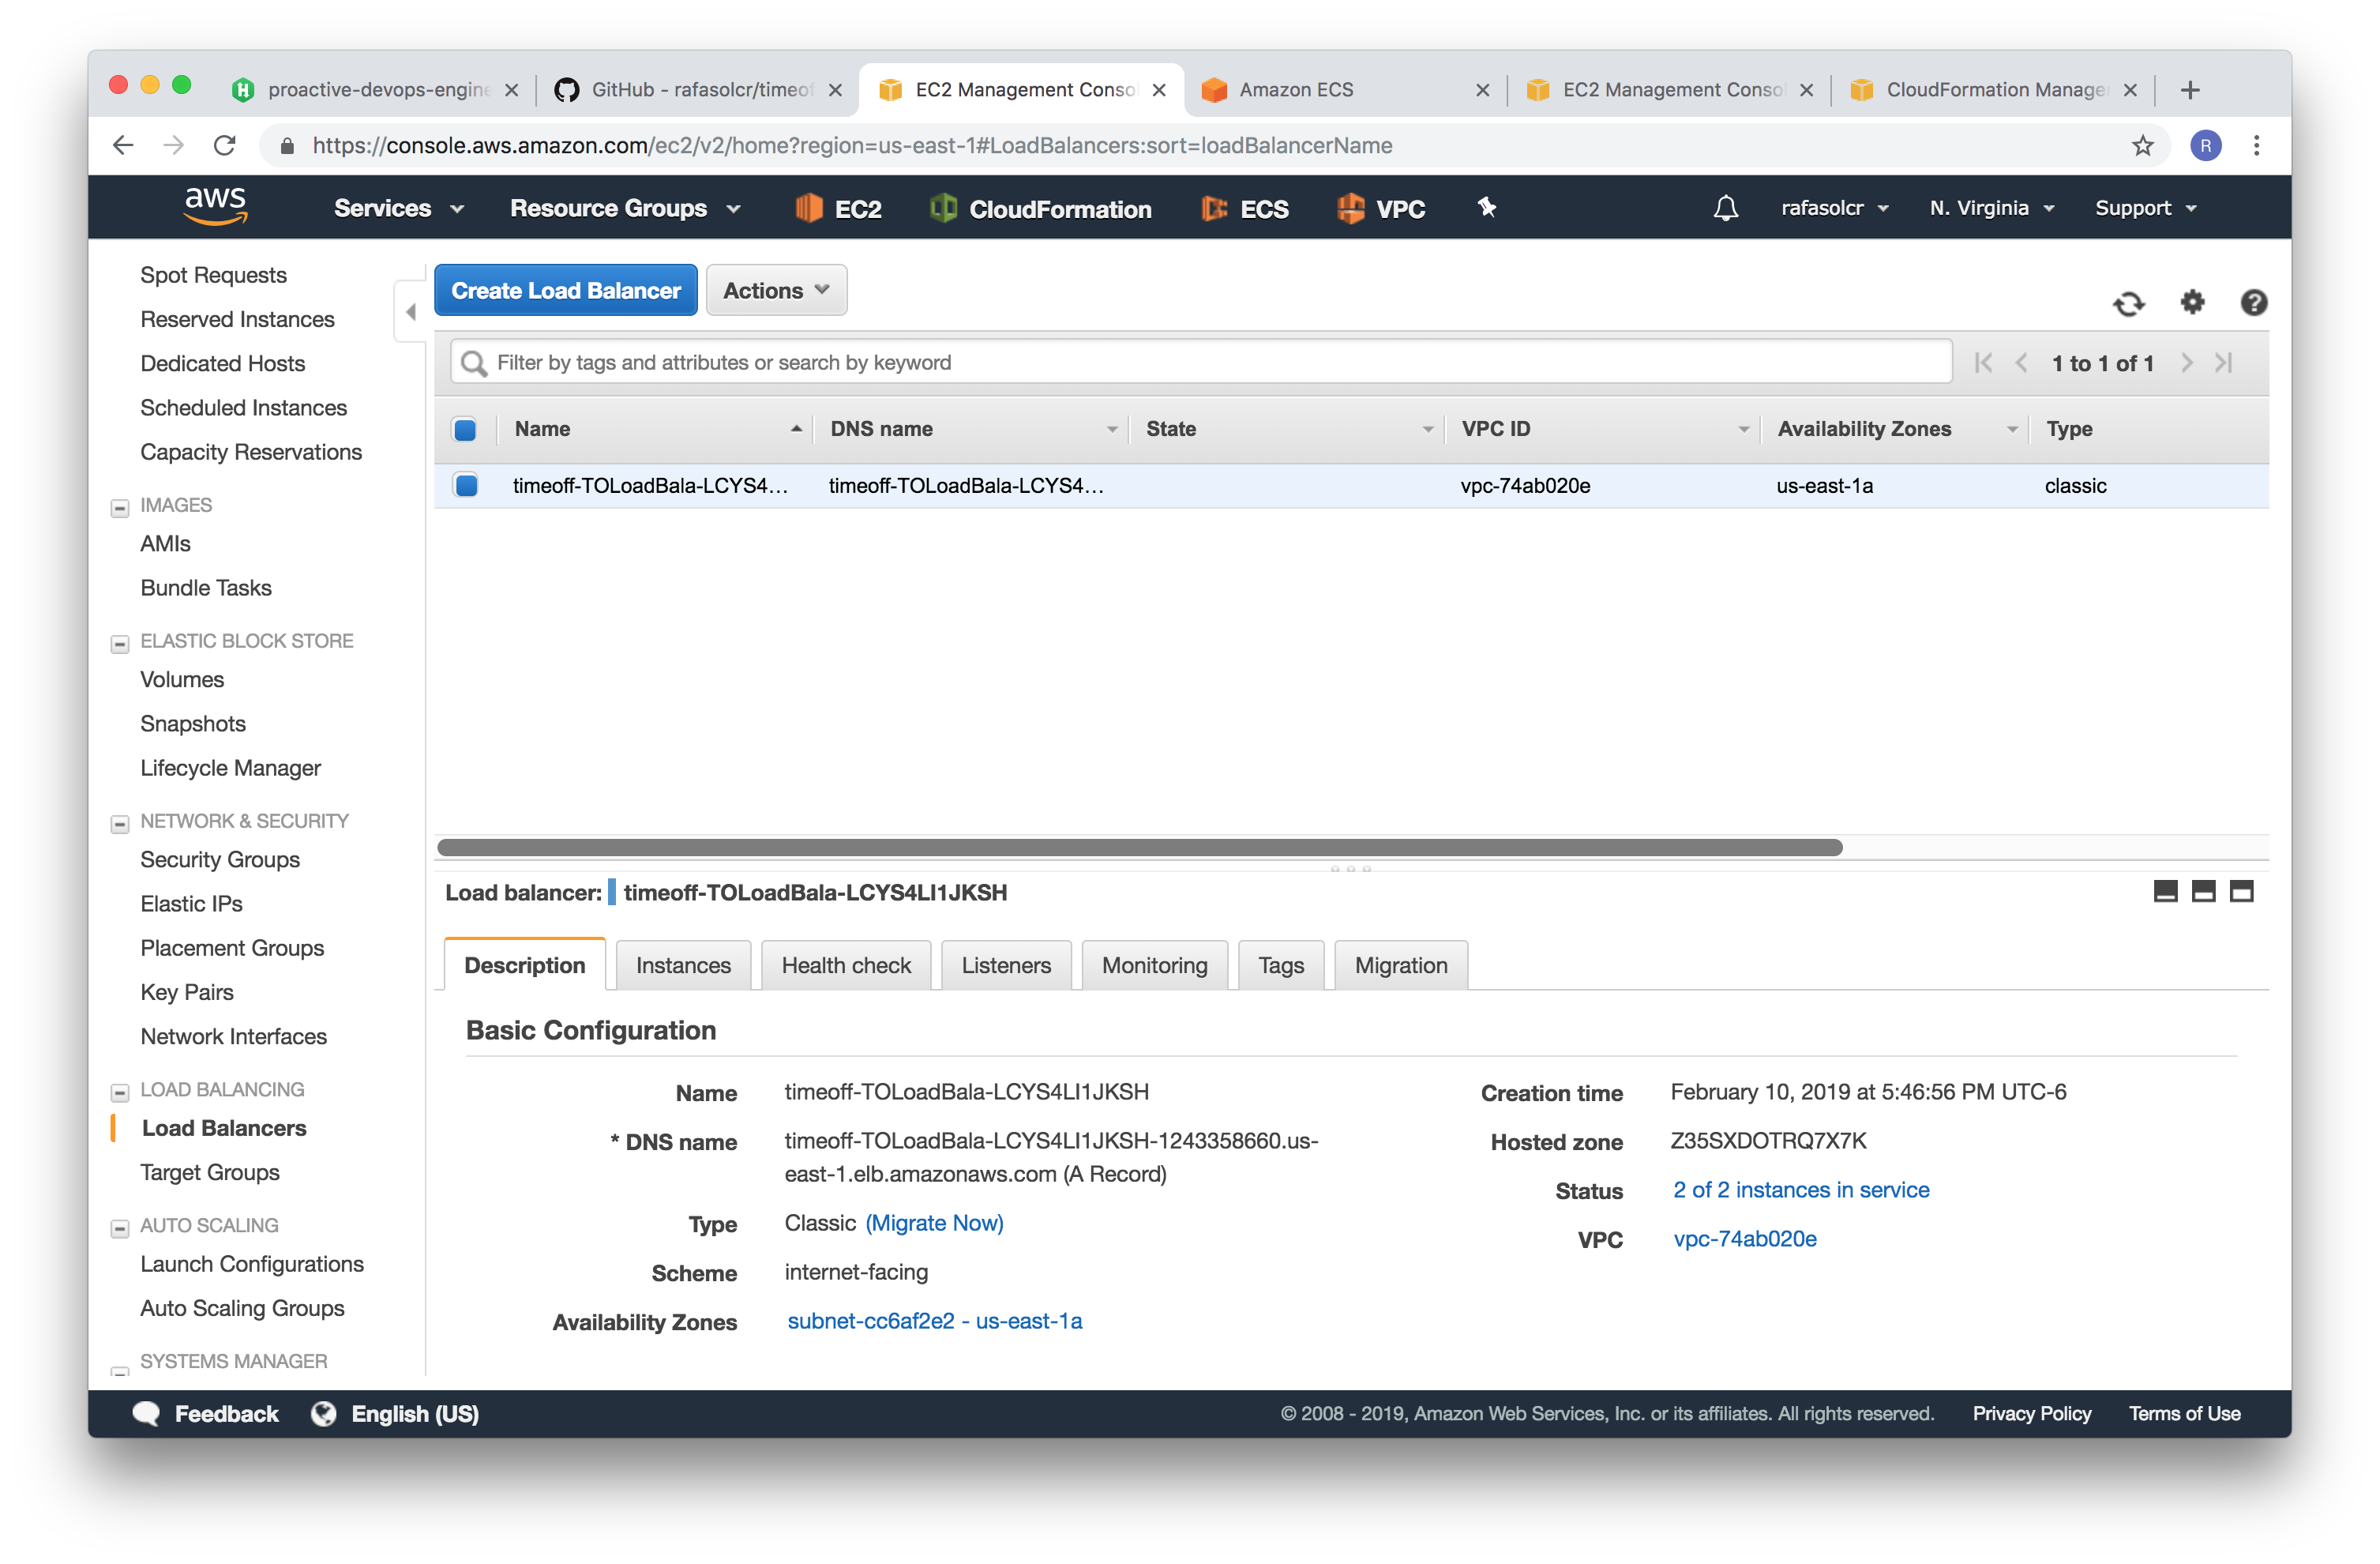 proactive-devops-engine
GitHub - rafasolcr/timeof
EC2 Management Conso
Amazon ECS
EC2 Management Conso
CloudFormation Manage
https://console.aws.amazon.com/ec2/v2/home?region=us-east-1#LoadBalancers:sort=loadBalancerName
R
aws
Services
Resource Groups
EC2
CloudFormation
ECS
VPC
rafasolcr
N. Virginia
Support
Spot Requests
Reserved Instances
Dedicated Hosts
Scheduled Instances
Capacity Reservations
IMAGES
AMIs
Bundle Tasks
ELASTIC BLOCK STORE
Volumes
Snapshots
Lifecycle Manager
NETWORK & SECURITY
Security Groups
Elastic IPs
Placement Groups
Key Pairs
Network Interfaces
LOAD BALANCING
Load Balancers
Target Groups
AUTO SCALING
Launch Configurations
Auto Scaling Groups
SYSTEMS MANAGER
Create Load Balancer
Actions
Filter by tags and attributes or search by keyword
1 to 1 of 1
Name DNS name State VPC ID Availability Zones Type
timeoff-TOLoadBala-LCYS4... timeoff-TOLoadBala-LCYS4... vpc-74ab020e us-east-1a classic
Load balancer: timeoff-TOLoadBala-LCYS4LI1JKSH
Description
Instances
Health check
Listeners
Monitoring
Tags
Migration
Basic Configuration
Name timeoff-TOLoadBala-LCYS4LI1JKSH
* DNS name timeoff-TOLoadBala-LCYS4LI1JKSH-1243358660.us-
east-1.elb.amazonaws.com (A Record)
Type Classic (Migrate Now)
Scheme internet-facing
Availability Zones subnet-cc6af2e2 - us-east-1a
Creation time February 10, 2019 at 5:46:56 PM UTC-6
Hosted zone Z35SXDOTRQ7X7K
Status 2 of 2 instances in service
VPC vpc-74ab020e
Feedback
English (US)
© 2008 - 2019, Amazon Web Services, Inc. or its affiliates. All rights reserved.
Privacy Policy
Terms of Use